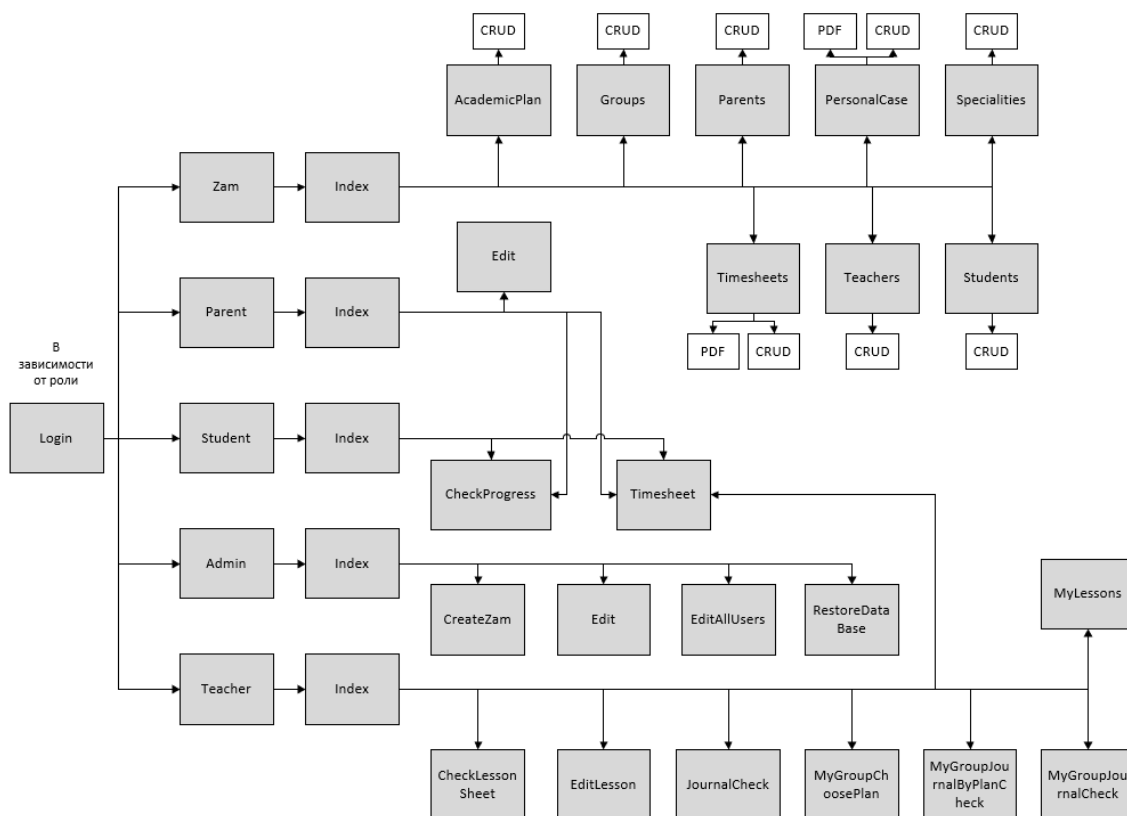 CRUD
CRUD
CRUD
PDF
CRUD
CRUD
AcademicPlan
Groups
Parents
PersonalCase
Specialities
Zam
Index
Edit
Timesheets
Teachers
Students
Parent
Index
PDF
CRUD
CRUD
CRUD
В
зависимости
от роли
Login
Student
Index
CheckProgress
Timesheet
Admin
Index
CreateZam
Edit
EditAllUsers
RestoreData
Base
MyLessons
Teacher
Index
CheckLesson
Sheet
EditLesson
JournalCheck
MyGroupCh
oosePlan
MyGroupJou
rnalByPlanC
heck
MyGroupJou
rnalCheck